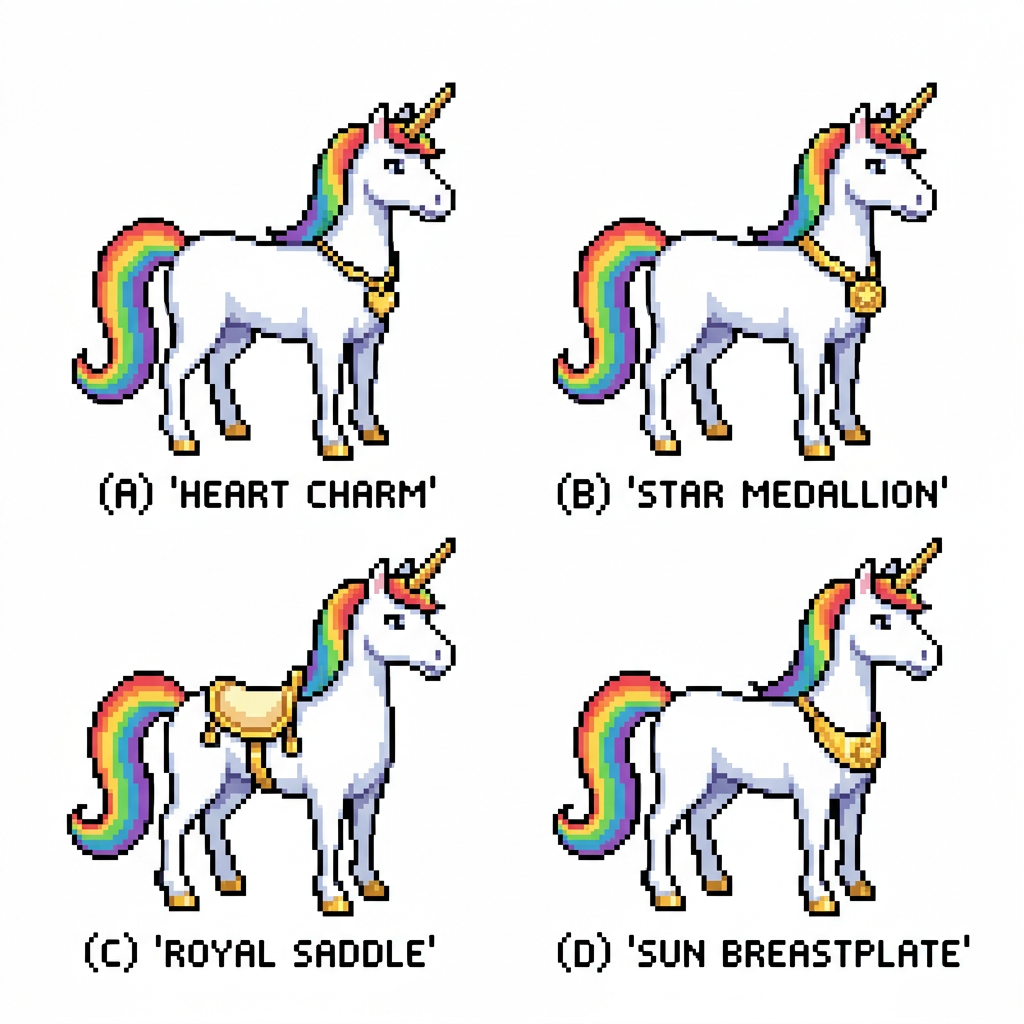 (A) 'HEART CHARM'
(B) 'STAR MEDALLION'
(C) 'ROYAL SADDLE'
(D) 'SUN BREASTPLATE'